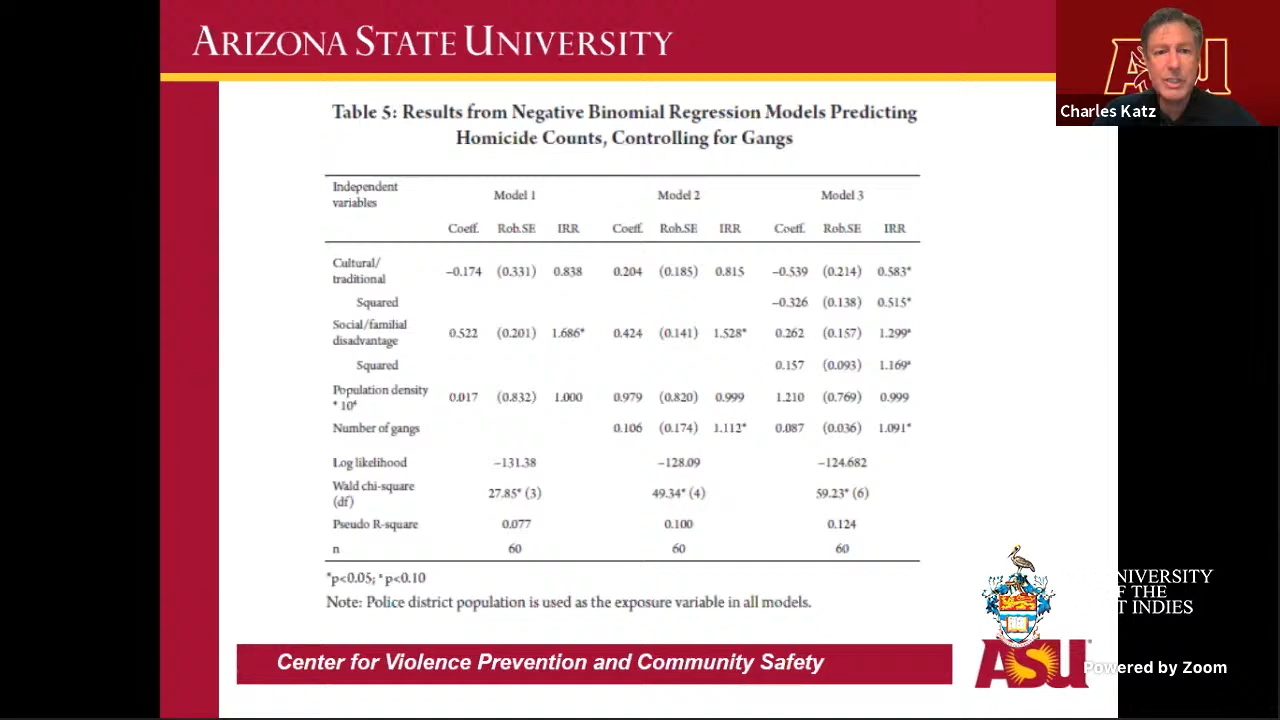 ARIZONA STATE UNIVERSITY
Charles Katz
Table 5: Results from Negative Binomial Regression Models Predicting
Homicide Counts, Controlling for Gangs
Independent
variables
Model 1 Model 2 Model 3
Coeff. Rob.SE IRR Coeff. Rob.SE IRR Coeff. Rob.SE IRR
Cultural/
traditional
−0.174 (0.331) 0.838 0.204 (0.185) 0.815 −0.539 (0.214) 0.583*
Squared −0.326 (0.138) 0.515*
Social/familial
disadvantage
0.522 (0.201) 1.686* 0.424 (0.141) 1.528* 0.262 (0.157) 1.299ᵃ
Squared 0.157 (0.093) 1.169ᵃ
Population density
* 10⁴
0.017 (0.832) 1.000 0.979 (0.820) 0.999 1.210 (0.769) 0.999
Number of gangs 0.106 (0.174) 1.112* 0.087 (0.036) 1.091*
Log likelihood −131.38 −128.09 −124.682
Wald chi-square
(df)
27.85* (3) 49.34* (4) 59.23* (6)
Pseudo R-square 0.077 0.100 0.124
n 60 60 60
*p<0.05; ᵃp<0.10
Note: Police district population is used as the exposure variable in all models.
Center for Violence Prevention and Community Safety
NIVERSITY
F THE
T INDIES
ASU
Powered by Zoom